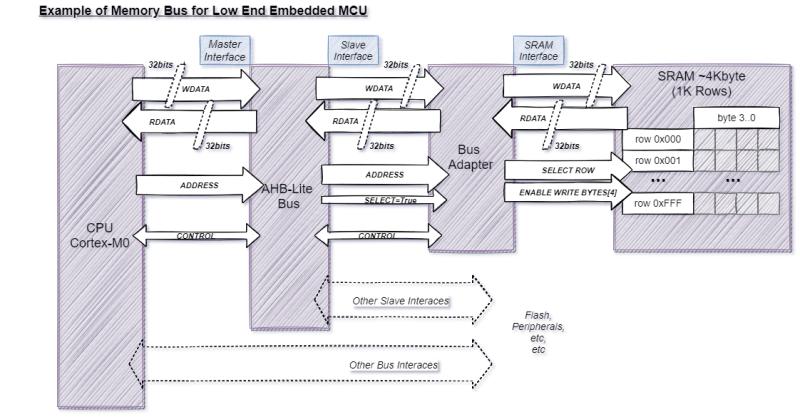 Example of Memory Bus for Low End Embedded MCU
Master
Interface
Slave
Interface
SRAM
Interface
32bits
32bits
32bits
WDATA
WDATA
WDATA
RDATA
RDATA
RDATA
32bits
32bits
32bits
SRAM ~4Kbyte
(1K Rows)
byte 3..0
row 0x000
row 0x001
...
...
row 0xFFF
Bus
Adapter
ADDRESS
ADDRESS
SELECT ROW
SELECT=True
ENABLE WRITE BYTES[4]
AHB-Lite
Bus
CPU
Cortex-M0
CONTROL
CONTROL
Other Slave Interaces
Flash,
Peripherals,
etc,
etc
Other Bus Interaces